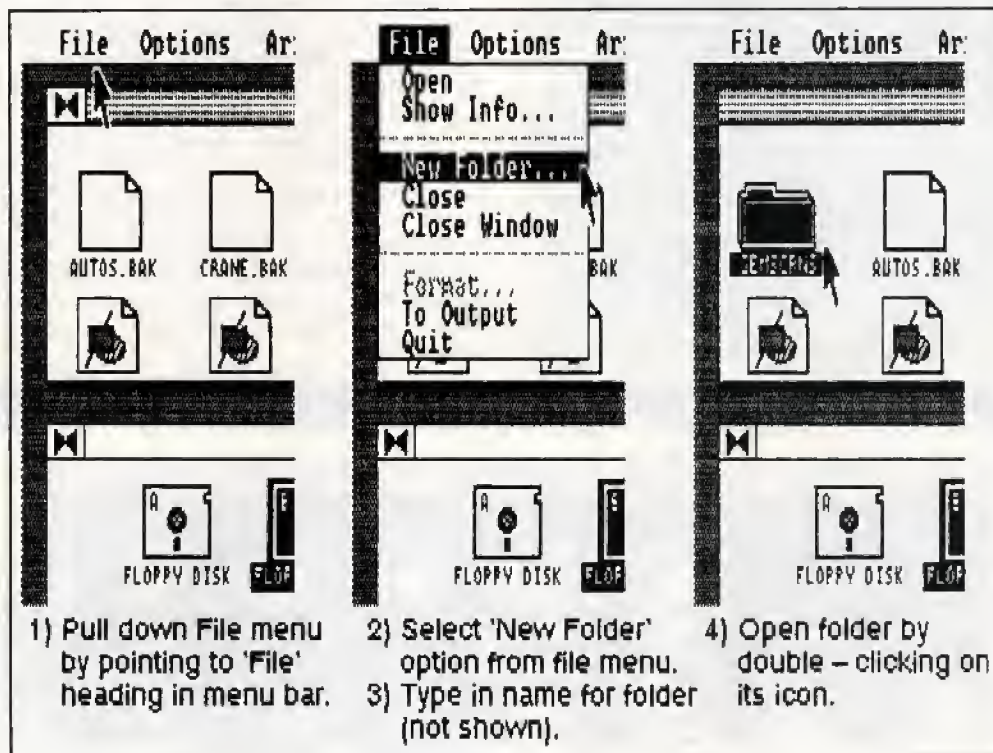 File Options Ar
AUTOS.BAK CRANE.BAK
A
FLOPPY DISK
1) Pull down File menu
by pointing to 'File'
heading in menu bar.
File Options Ar
Open
Show Info...
New Folder...
Close
Close Window
Format...
To Output
Quit
BAK
A
FLOPPY DISK FLOP
2) Select 'New Folder'
option from file menu.
3) Type in name for folder
(not shown).
File Options Ar
AUTOS.BAK
A
FLOPPY DISK FLOP
4) Open folder by
double – clicking on
its icon.